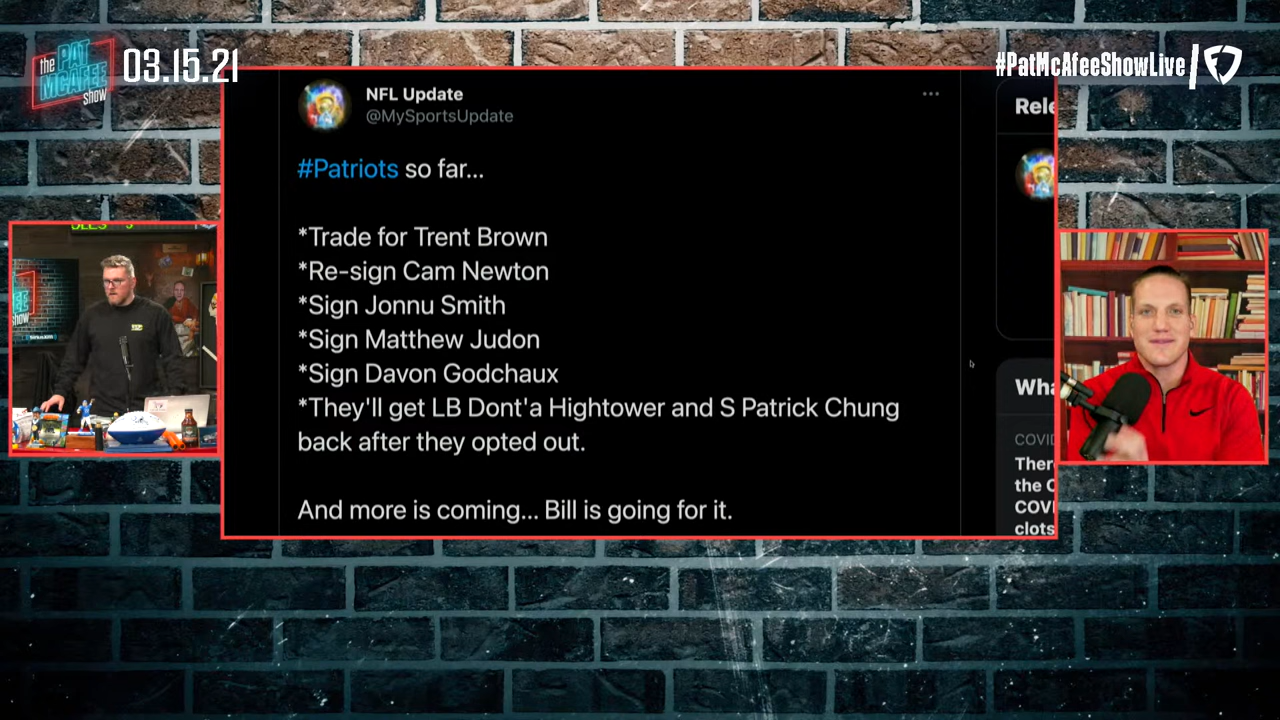 the PAT
MCAFEE
show
03.15.21
#PatMcAfeeShowLive
NFL Update
@MySportsUpdate
#Patriots so far...
*Trade for Trent Brown
*Re-sign Cam Newton
*Sign Jonnu Smith
*Sign Matthew Judon
*Sign Davon Godchaux
*They'll get LB Dont'a Hightower and S Patrick Chung
back after they opted out.
And more is coming... Bill is going for it.
Rele
Wha
COVID
Ther
the C
COVI
clots